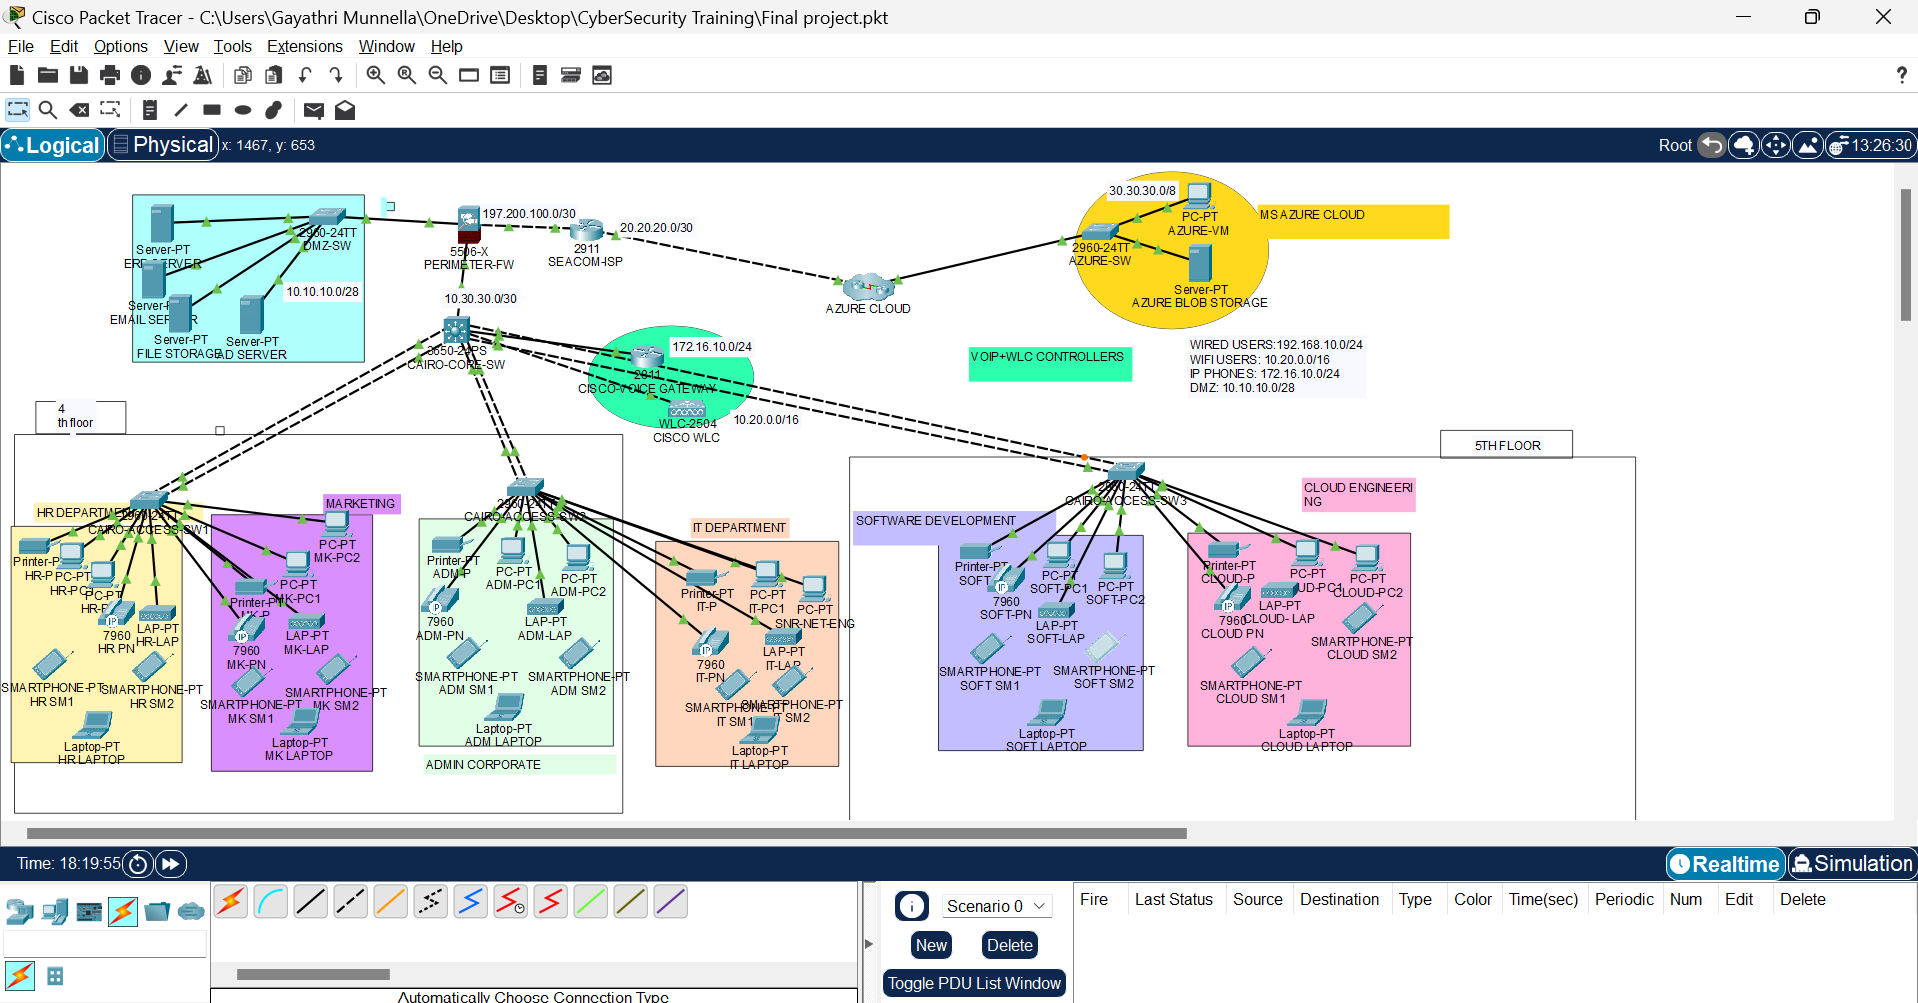 Cisco Packet Tracer - C:\Users\Gayathri Munnella\OneDrive\Desktop\CyberSecurity Training\Final project.pkt
File Edit Options View Tools Extensions Window Help
?
Logical Physical x: 1467, y: 653 Root 13:26:30
Server-PT
Server-PT
EMAIL SER
Server-PT
FILE STORAGE
Server-PT
AD SERVER
2960-24TT
DMZ-SW
10.10.10.0/28
197.200.100.0/30
5506-X
PERIMETER-FW
2911
SEACOM-ISP
20.20.20.0/30
10.30.30.0/30
CAIRO-CORE-SW
AZURE CLOUD
30.30.30.0/8
PC-PT
AZURE-VM
2960-24TT
AZURE-SW
Server-PT
AZURE BLOB STORAGE
MS AZURE CLOUD
172.16.10.0/24
2811
CISCO-VOICE GATEWAY
WLC-2504
CISCO WLC
10.20.0.0/16
VOIP+WLC CONTROLLERS
WIRED USERS:192.168.10.0/24
WIFI USERS: 10.20.0.0/16
IP PHONES: 172.16.10.0/24
DMZ: 10.10.10.0/28
4
th floor
5TH FLOOR
HR DEPARTMEN
CAIRO-ACCESS-SW1
Printer-P
HR-P
PC-PT
HR-PC
PC-PT
HR-P
IP
7960
HR PN
LAP-PT
HR-LAP
SMARTPHONE-PT
HR SM1
SMARTPHONE-PT
HR SM2
Laptop-PT
HR LAPTOP
MARKETING
PC-PT
MK-PC2
PC-PT
MK-PC1
Printer-PT
MK-P
IP
7960
MK-PN
LAP-PT
MK-LAP
SMARTPHONE-PT
MK SM1
SMARTPHONE-PT
MK SM2
Laptop-PT
MK LAPTOP
2960-24TT
CAIRO-ACCESS-SW2
Printer-PT
ADM-P
PC-PT
ADM-PC1
PC-PT
ADM-PC2
IP
7960
ADM-PN
LAP-PT
ADM-LAP
SMARTPHONE-PT
ADM SM1
SMARTPHONE-PT
ADM SM2
Laptop-PT
ADM LAPTOP
ADMIN CORPORATE
IT DEPARTMENT
Printer-PT
IT-P
PC-PT
IT-PC1
PC-PT
SNR-NET-ENG
IP
7960
IT-PN
LAP-PT
IT-LAP
SMARTPHONE-PT
IT SM1
SMARTPHONE-PT
IT SM2
Laptop-PT
IT LAPTOP
2960-24TT
CAIRO-ACCESS-SW3
SOFTWARE DEVELOPMENT
Printer-PT
SOFT
PC-PT
SOFT-PC1
PC-PT
SOFT-PC2
IP
7960
SOFT-PN
LAP-PT
SOFT-LAP
SMARTPHONE-PT
SOFT SM1
SMARTPHONE-PT
SOFT SM2
Laptop-PT
SOFT LAPTOP
CLOUD ENGINEERI
NG
Printer-PT
CLOUD-P
PC-PT
UD-PC1
PC-PT
CLOUD-PC2
IP
7960
CLOUD PN
LAP-PT
CLOUD- LAP
SMARTPHONE-PT
CLOUD SM1
SMARTPHONE-PT
CLOUD SM2
Laptop-PT
CLOUD LAPTOP
Time: 18:19:55 Realtime Simulation
Scenario 0
New Delete
Toggle PDU List Window
Fire Last Status Source Destination Type Color Time(sec) Periodic Num Edit Delete
Automatically Choose Connection Type